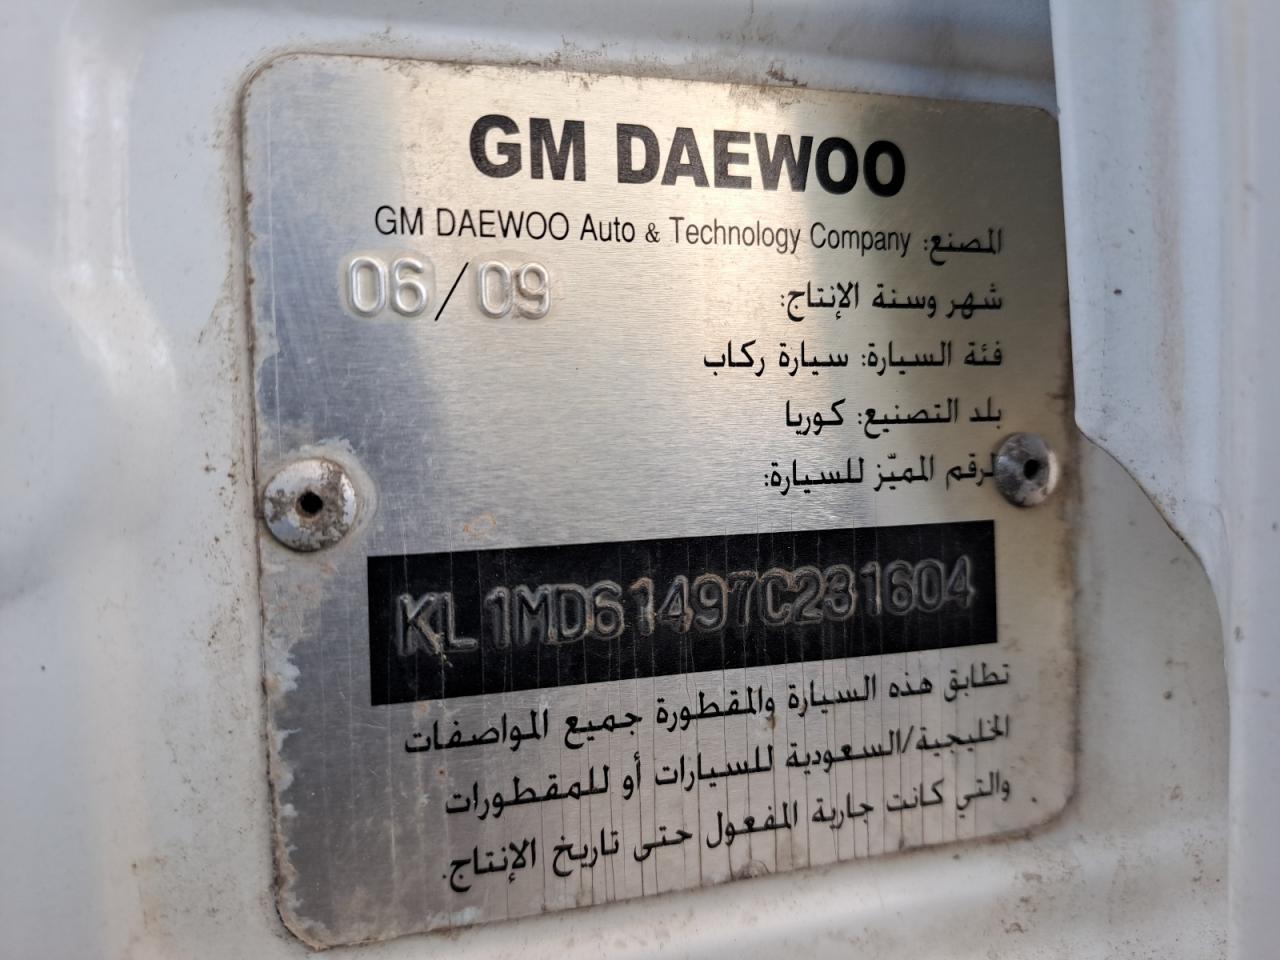 GM DAEWOO
المصنع: GM DAEWOO Auto & Technology Company
شهر وسنة الإنتاج: 06/09
فئة السيارة: سيارة ركاب
بلد التصنيع: كوريا
الرقم المميّز للسيارة:
KL1MD61497C231604
تطابق هذه السيارة والمقطورة جميع المواصفات
الخليجية/السعودية للسيارات أو للمقطورات
والتي كانت جارية المفعول حتى تاريخ الإنتاج.